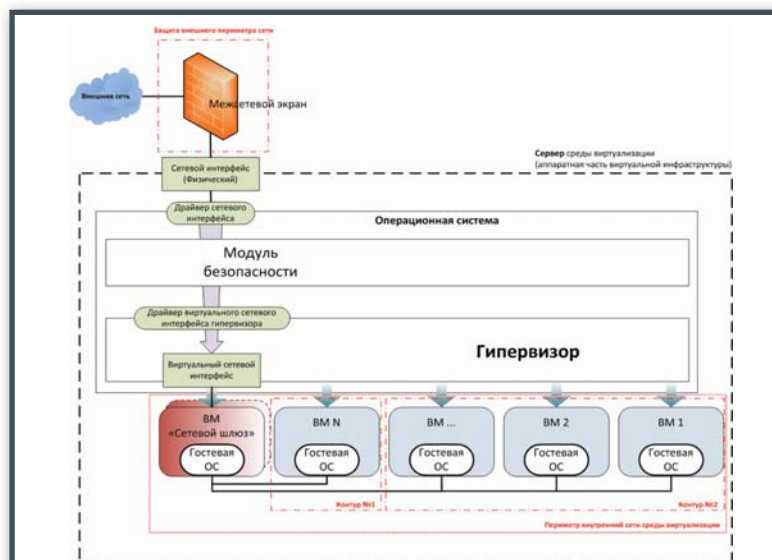 Защита внешнего периметра сети
Внешняя сеть
Межсетевой экран
Сервер среды виртуализации
(аппаратная часть виртуальной инфраструктуры)
Сетевой интерфейс
(Физический)
Драйвер сетевого
интерфейса
Операционная система
Модуль
безопасности
Драйвер виртуального сетевого
интерфейса гипервизора
Гипервизор
Виртуальный сетевой
интерфейс
ВМ
«Сетевой шлюз»
Гостевая
ОС
ВМ N
Гостевая
ОС
ВМ ...
Гостевая
ОС
ВМ 2
Гостевая
ОС
ВМ 1
Гостевая
ОС
Контур №1
Контур №2
Периметр внутренний сети среды виртуализации